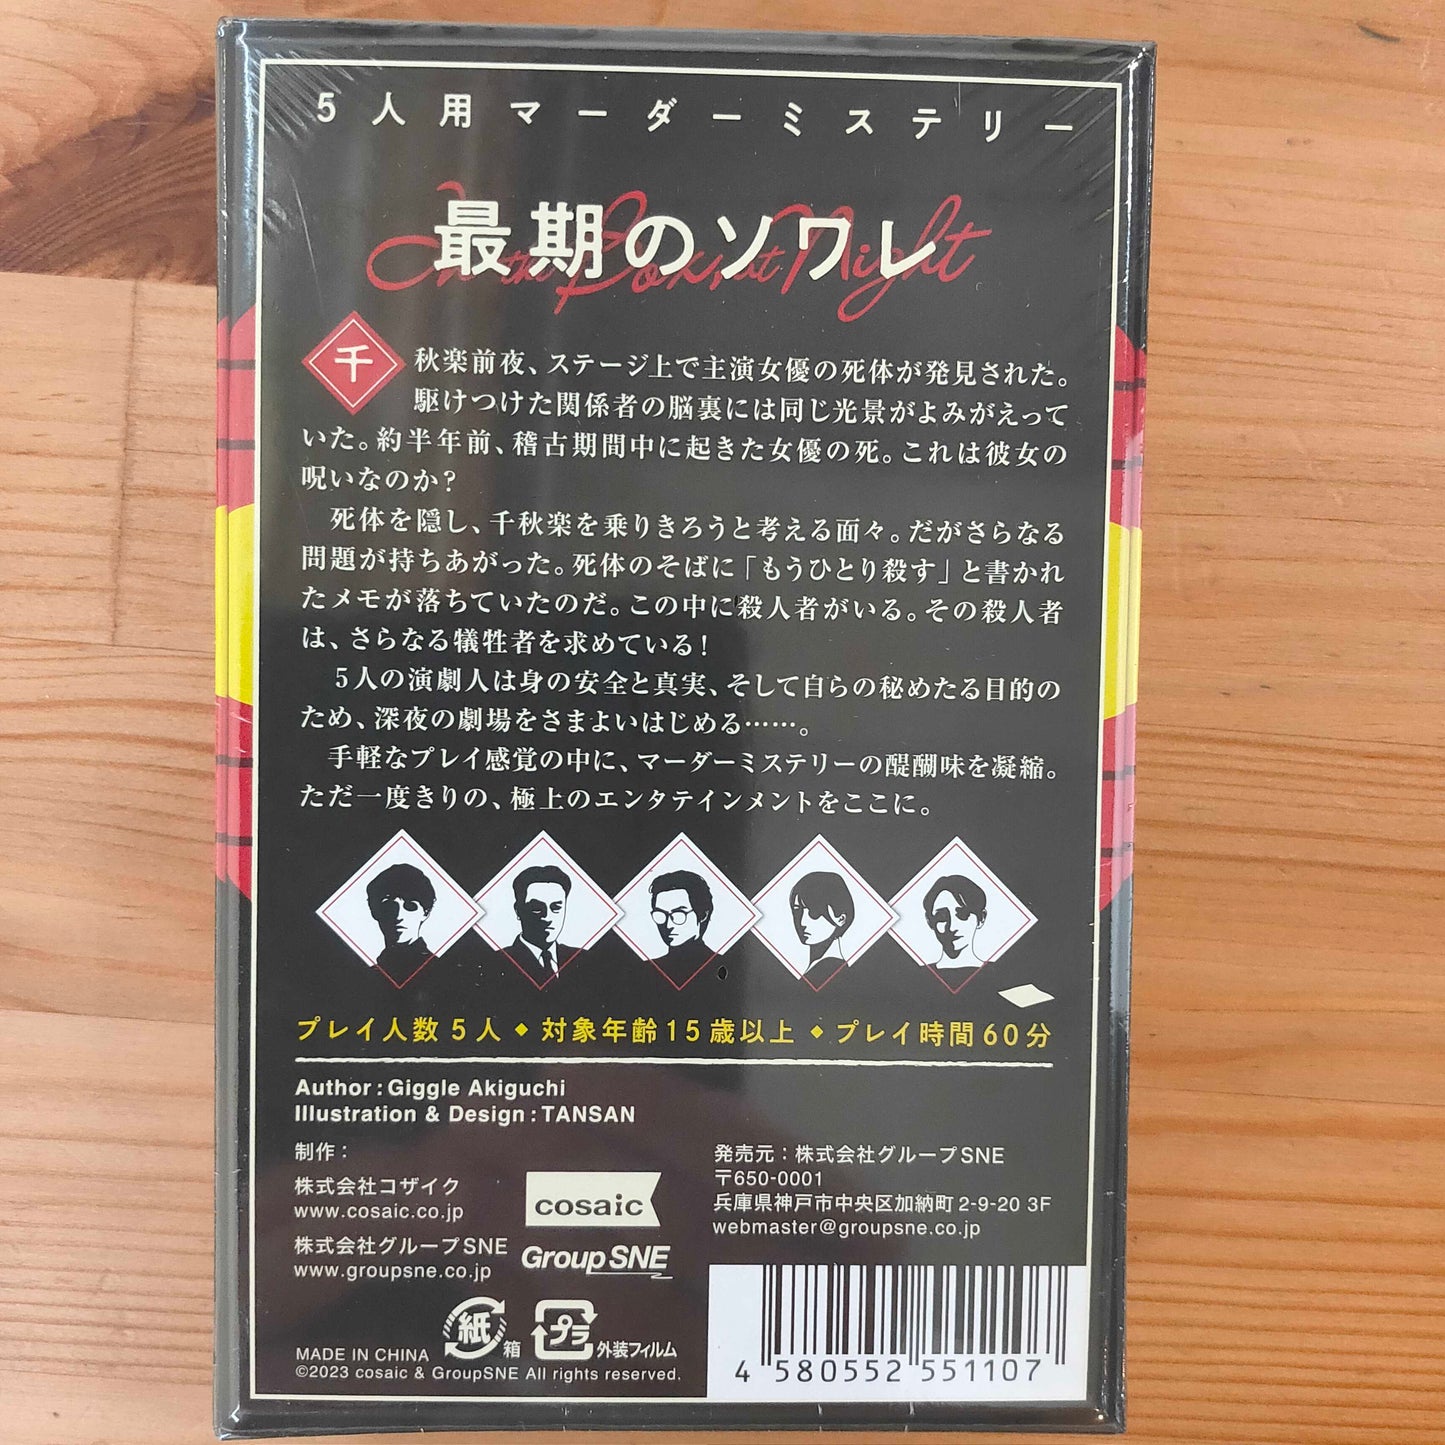 5人用マーダーミステリー
最期のソワレ
In the Box, at Night
千秋楽前夜、ステージ上で主演女優の死体が発見された。
駆けつけた関係者の脳裏には同じ光景がよみがえって
いた。約半年前、稽古期間中に起きた女優の死。これは彼女の
呪いなのか?
死体を隠し、千秋楽を乗りきろうと考える面々。だがさらなる
問題が持ちあがった。死体のそばに「もうひとり殺す」と書かれ
たメモが落ちていたのだ。この中に殺人者がいる。その殺人者
は、さらなる犠牲者を求めている!
5人の演劇人は身の安全と真実、そして自らの秘めたる目的の
ため、深夜の劇場をさまよいはじめる……。
手軽なプレイ感覚の中に、マーダーミステリーの醍醐味を凝縮。
ただ一度きりの、極上のエンタテインメントをここに。
プレイ人数5人◆対象年齢15歳以上◆プレイ時間60分
Author:Giggle Akiguchi
Illustration & Design:TANSAN
制作:
株式会社コザイク
www.cosaic.co.jp
cosaic
株式会社グループSNE
www.groupsne.co.jp
Group SNE
発売元:株式会社グループSNE
〒650-0001
兵庫県神戸市中央区加納町2-9-20 3F
webmaster@groupsne.co.jp
紙 箱
プラ 外装フィルム
MADE IN CHINA
©2023 cosaic & GroupSNE All rights reserved.
4 580552 551107